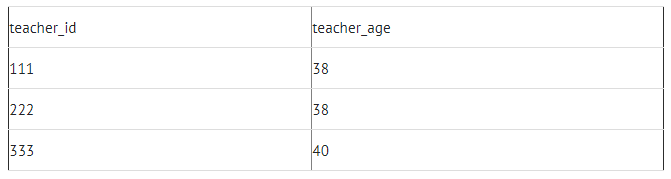 teacher_id teacher_age
111 38
222 38
333 40